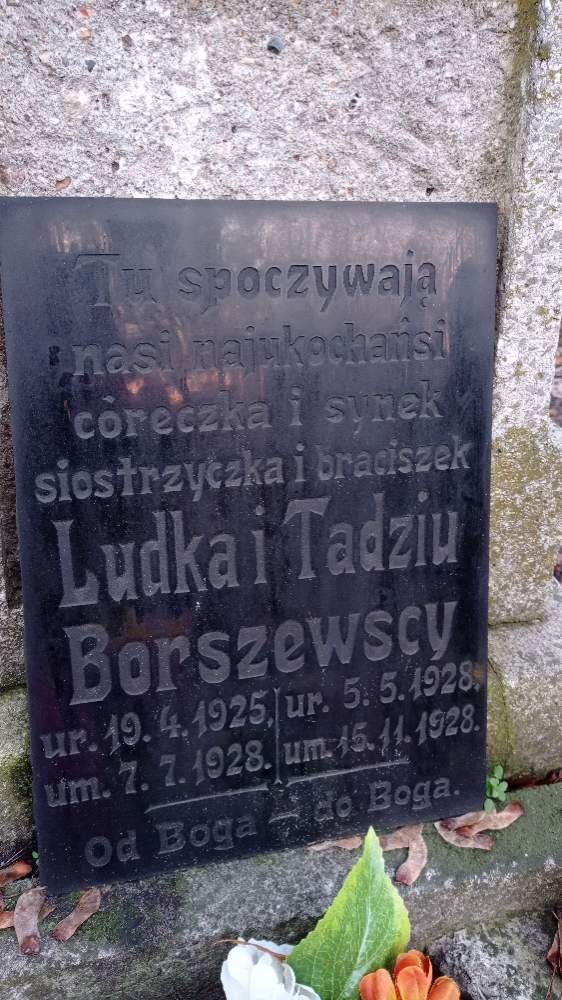 Tu spoczywają
nasi najukochańsi
córeczka i synek
siostrzyczka i braciszek
Ludka i Tadziu
Borszewscy
ur. 19. 4. 1925, ur. 5. 5. 1928,
um. 7. 7. 1928. um. 15. 11. 1928.
Od Boga – do Boga.